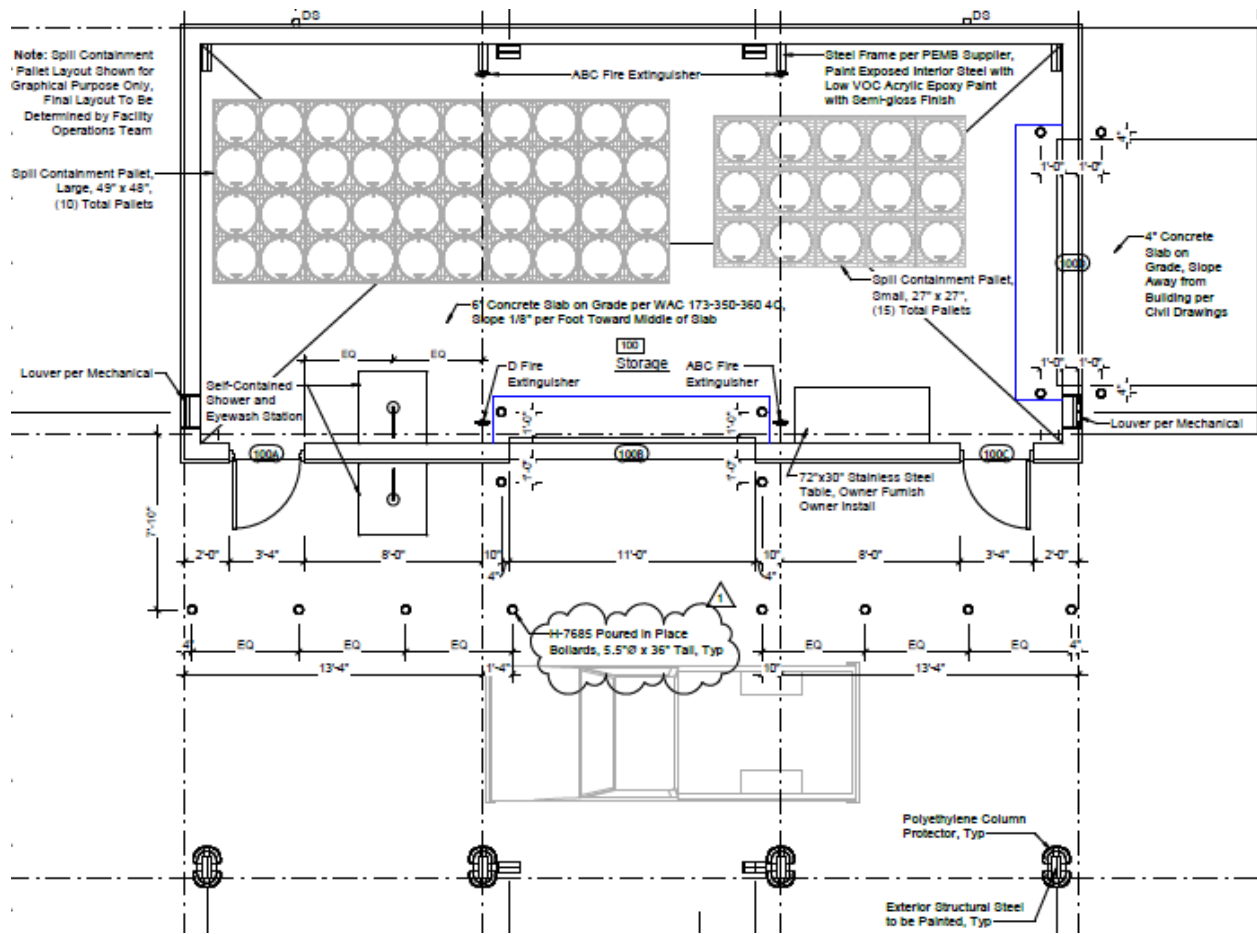 DS
DS
Note: Spill Containment
Pallet Layout Shown for
Graphical Purpose Only,
Final Layout To Be
Determined by Facility
Operations Team
ABC Fire Extinguisher
Steel Frame per PEMB Supplier,
Paint Exposed Interior Steel with
Low VOC Acrylic Epoxy Paint
with Semi-gloss Finish
Spill Containment Pallet,
Large, 49" x 48",
(10) Total Pallets
4"
1'-0"
1'-0"
4" Concrete
Slab on
Grade, Slope
Away from
Building per
Civil Drawings
Spill Containment Pallet,
Small, 27" x 27",
(15) Total Pallets
6" Concrete Slab on Grade per WAC 173-350-360 4C,
Slope 1/8" per Foot Toward Middle of Slab
100
Storage
EQ
EQ
D Fire
Extinguisher
ABC Fire
Extinguisher
1'-0"
1'-0"
4"
Louver per Mechanical
Self-Contained
Shower and
Eyewash Station
1'-0"
1'-0"
1'-0"
1'-0"
Louver per Mechanical
100A
100B
100C
72"x30" Stainless Steel
Table, Owner Furnish
Owner Install
7'-10"
2'-0"
3'-4"
8'-0"
10"
11'-0"
10"
8'-0"
3'-4"
2'-0"
4"
4"
1
H-7685 Poured in Place
Bollards, 5.5"Ø x 36" Tall, Typ
4"
EQ
EQ
EQ
EQ
EQ
EQ
4"
13'-4"
1'-4"
10"
13'-4"
Polyethylene Column
Protector, Typ
Exterior Structural Steel
to be Painted, Typ